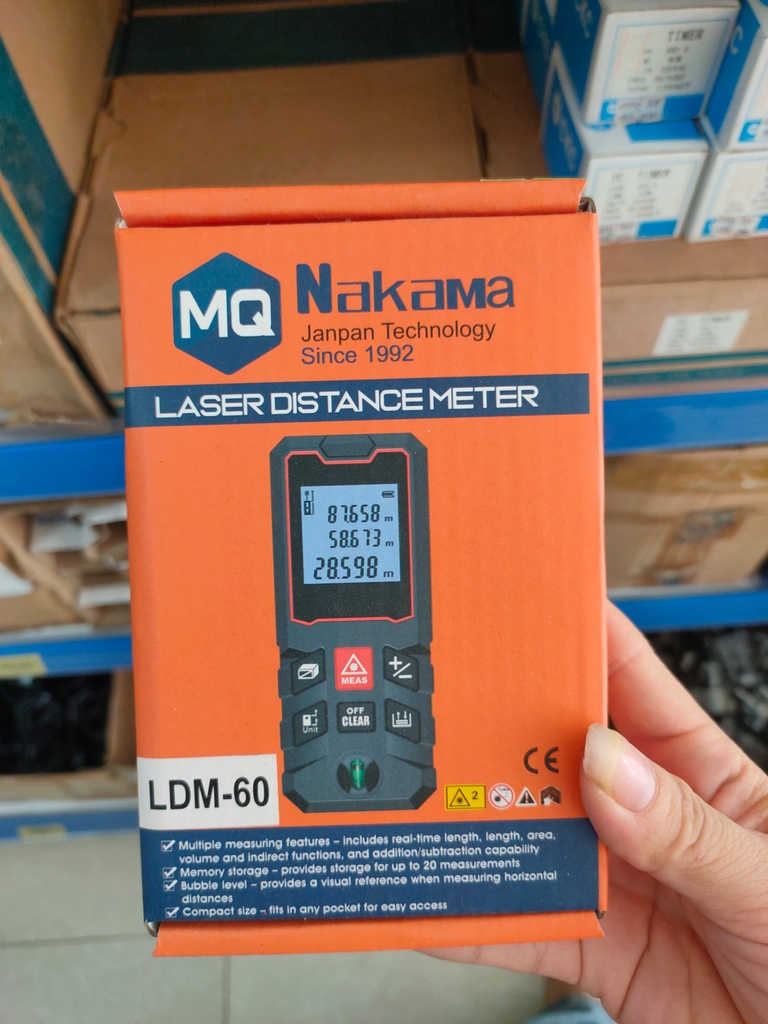 TIMER
TIMER
MQ
Nakama
Janpan Technology
Since 1992
LASER DISTANCE METER
87.658 m
58.673 m
28.598 m
MEAS
+/-
Unit
OFF
CLEAR
CE
LDM-60
2
Multiple measuring features – includes real-time length, length, area,
volume and indirect functions, and addition/subtraction capability
Memory storage – provides storage for up to 20 measurements
Bubble level – provides a visual reference when measuring horizontal
distances
Compact size – fits in any pocket for easy access